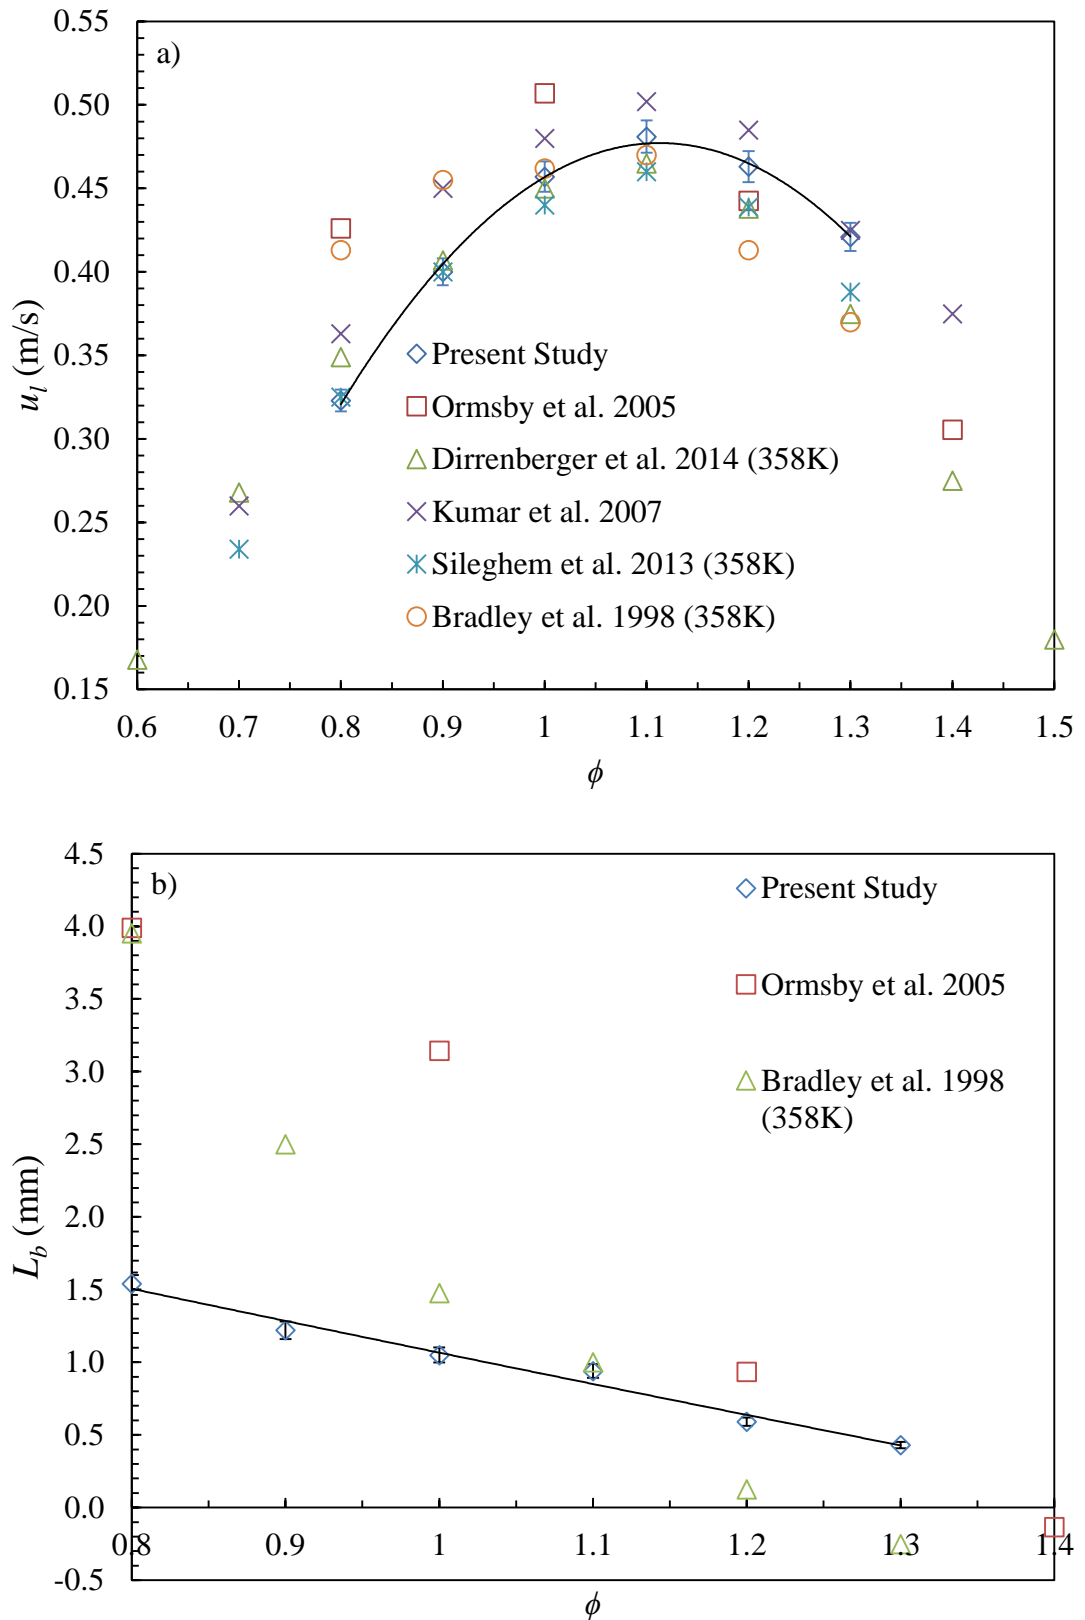 a)
0.55
0.50
0.45
0.40
0.35
0.30
0.25
0.20
0.15
u_l (m/s)
Present Study
Ormsby et al. 2005
Dirrenberger et al. 2014 (358K)
Kumar et al. 2007
Sileghem et al. 2013 (358K)
Bradley et al. 1998 (358K)
0.6 0.7 0.8 0.9 1 1.1 1.2 1.3 1.4 1.5
ϕ
b)
4.5
4.0
3.5
3.0
2.5
2.0
1.5
1.0
0.5
0.0
-0.5
L_b (mm)
Present Study
Ormsby et al. 2005
Bradley et al. 1998
(358K)
0.8 0.9 1 1.1 1.2 1.3 1.4
ϕ